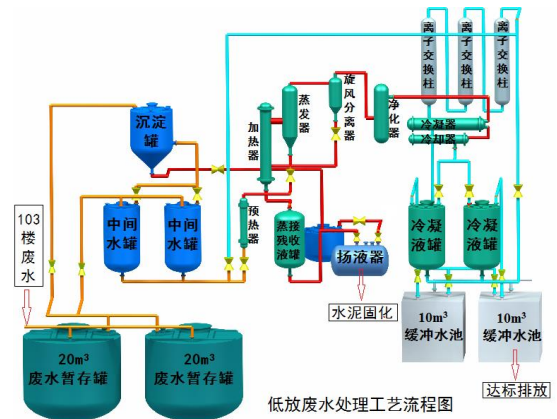 离子交换柱
离子交换柱
离子交换柱
旋风分离器
蒸发器
净化器
加热器
沉淀罐
冷凝器
冷却器
103
楼废水
中间
水罐
中间
水罐
预热器
蒸残液
接收罐
扬液器
冷凝
液罐
冷凝
液罐
水泥固化
10m³
缓冲水池
10m³
缓冲水池
20m³
废水暂存罐
20m³
废水暂存罐
达标排放
低放废水处理工艺流程图